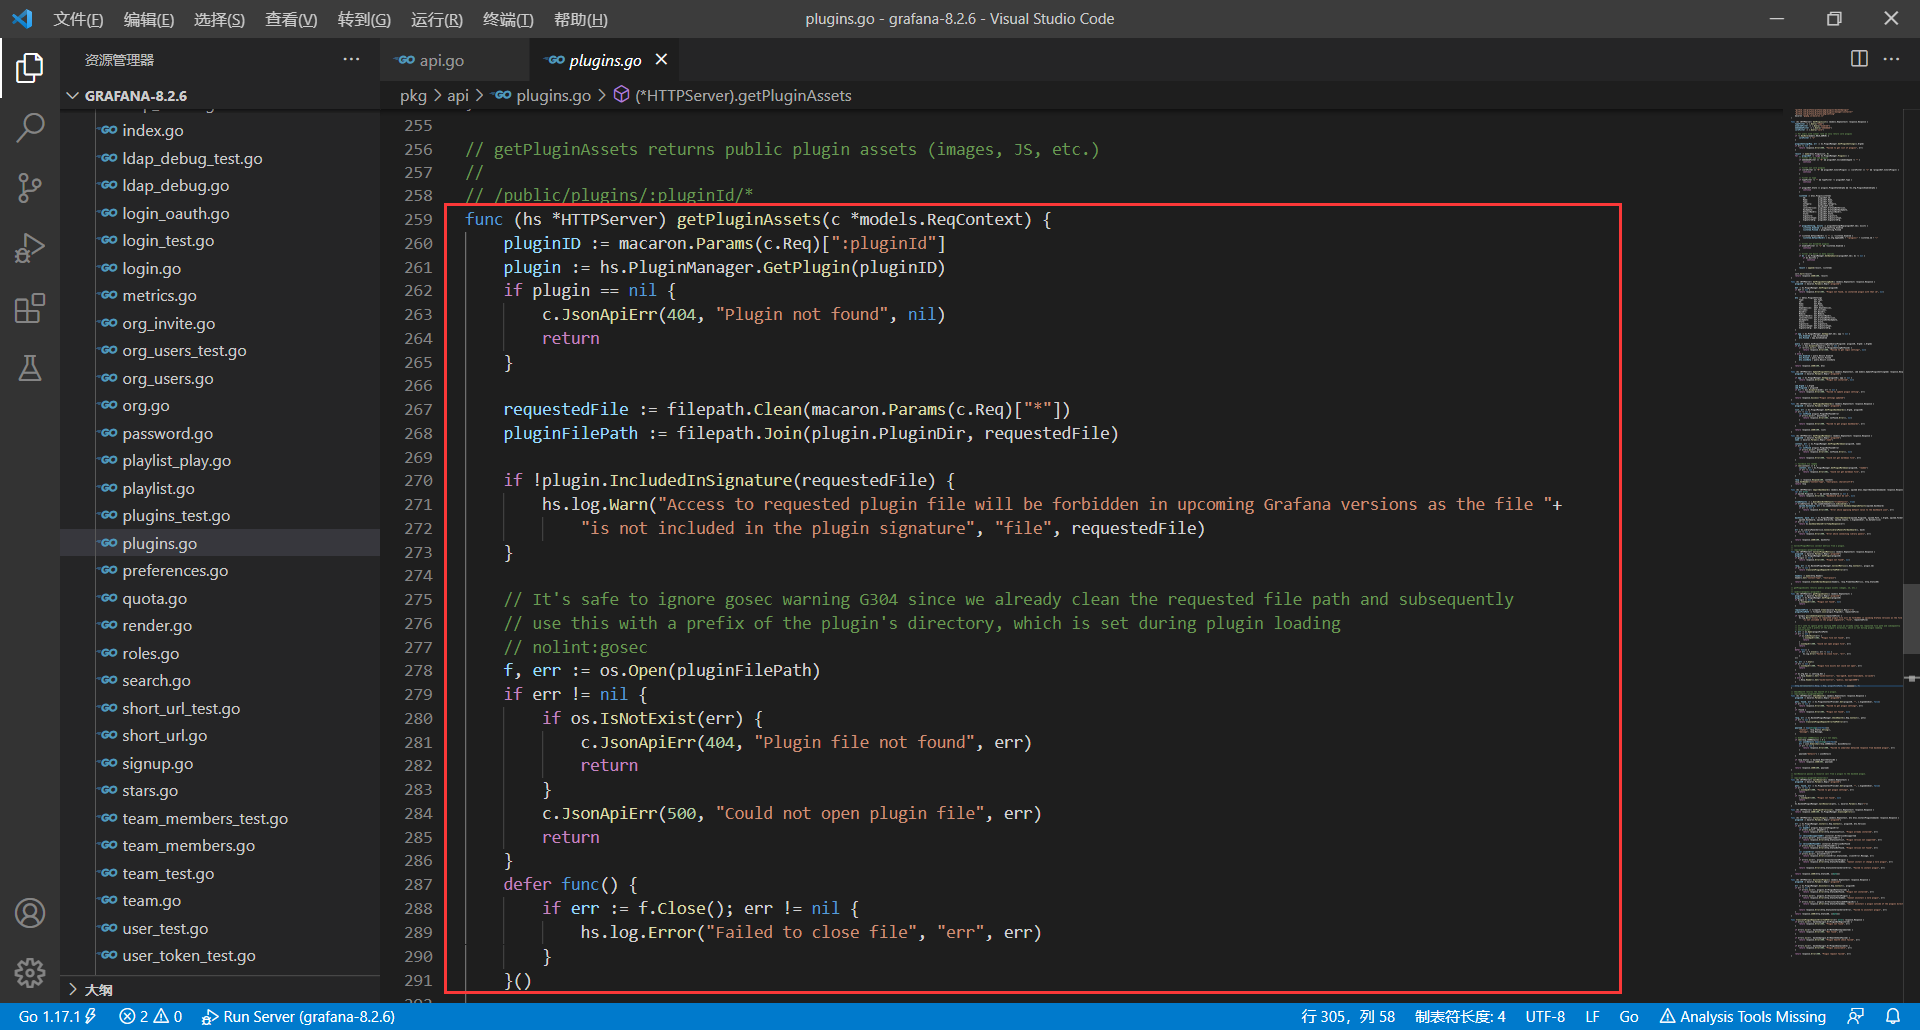 文件(F) 编辑(E) 选择(S) 查看(V) 转到(G) 运行(R) 终端(T) 帮助(H) plugins.go - grafana-8.2.6 - Visual Studio Code
资源管理器 ···
api.go plugins.go
GRAFANA-8.2.6
pkg > api > plugins.go > (*HTTPServer).getPluginAssets
index.go
ldap_debug_test.go
ldap_debug.go
login_oauth.go
login_test.go
login.go
metrics.go
org_invite.go
org_users_test.go
org_users.go
org.go
password.go
playlist_play.go
playlist.go
plugins_test.go
plugins.go
preferences.go
quota.go
render.go
roles.go
search.go
short_url_test.go
short_url.go
signup.go
stars.go
team_members_test.go
team_members.go
team_test.go
team.go
user_test.go
user_token_test.go
大纲
255
256 // getPluginAssets returns public plugin assets (images, JS, etc.)
257 //
258 // /public/plugins/:pluginId/*
259 func (hs *HTTPServer) getPluginAssets(c *models.ReqContext) {
260 pluginID := macaron.Params(c.Req)[":pluginId"]
261 plugin := hs.PluginManager.GetPlugin(pluginID)
262 if plugin == nil {
263 c.JsonApiErr(404, "Plugin not found", nil)
264 return
265 }
266
267 requestedFile := filepath.Clean(macaron.Params(c.Req)["*"])
268 pluginFilePath := filepath.Join(plugin.PluginDir, requestedFile)
269
270 if !plugin.IncludedInSignature(requestedFile) {
271 hs.log.Warn("Access to requested plugin file will be forbidden in upcoming Grafana versions as the file "+
272 "is not included in the plugin signature", "file", requestedFile)
273 }
274
275 // It's safe to ignore gosec warning G304 since we already clean the requested file path and subsequently
276 // use this with a prefix of the plugin's directory, which is set during plugin loading
277 // nolint:gosec
278 f, err := os.Open(pluginFilePath)
279 if err != nil {
280 if os.IsNotExist(err) {
281 c.JsonApiErr(404, "Plugin file not found", err)
282 return
283 }
284 c.JsonApiErr(500, "Could not open plugin file", err)
285 return
286 }
287 defer func() {
288 if err := f.Close(); err != nil {
289 hs.log.Error("Failed to close file", "err", err)
290 }
291 }()
Go 1.17.1 2 0 Run Server (grafana-8.2.6) 行 305，列 58 制表符长度: 4 UTF-8 LF Go Analysis Tools Missing